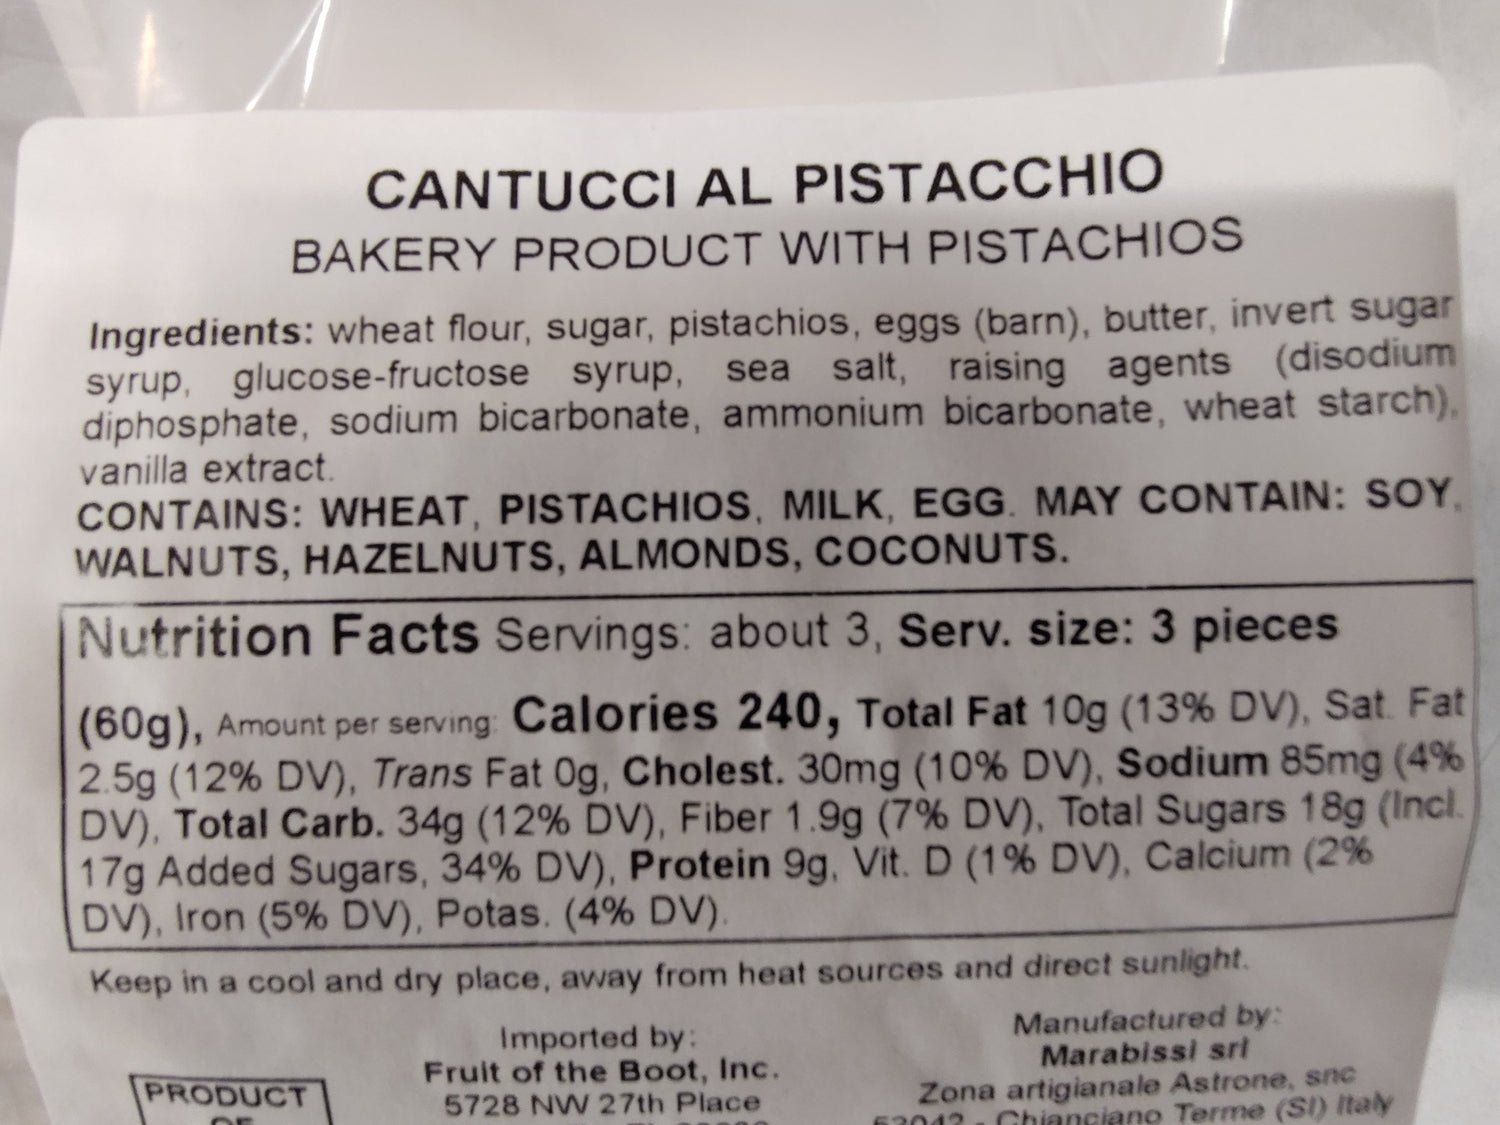 CANTUCCI AL PISTACCHIO
BAKERY PRODUCT WITH PISTACHIOS
Ingredients: wheat flour, sugar, pistachios, eggs (barn), butter, invert sugar
syrup, glucose-fructose syrup, sea salt, raising agents (disodium
diphosphate, sodium bicarbonate, ammonium bicarbonate, wheat starch),
vanilla extract.
CONTAINS: WHEAT, PISTACHIOS, MILK, EGG. MAY CONTAIN: SOY,
WALNUTS, HAZELNUTS, ALMONDS, COCONUTS.
Nutrition Facts Servings: about 3, Serv. size: 3 pieces
(60g), Amount per serving: Calories 240, Total Fat 10g (13% DV), Sat. Fat
2.5g (12% DV), Trans Fat 0g, Cholest. 30mg (10% DV), Sodium 85mg (4%
DV), Total Carb. 34g (12% DV), Fiber 1.9g (7% DV), Total Sugars 18g (Incl.
17g Added Sugars, 34% DV), Protein 9g, Vit. D (1% DV), Calcium (2%
DV), Iron (5% DV), Potas. (4% DV).
Keep in a cool and dry place, away from heat sources and direct sunlight.
Imported by:
Fruit of the Boot, Inc.
5728 NW 27th Place
Manufactured by:
Marabissi srl
Zona artigianale Astrone, snc
53042 - Chianciano Terme (SI) Italy
PRODUCT
OF